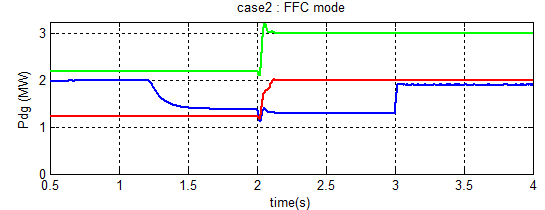 case2 : FFC mode
Pdg (MW)
3
2
1
0
0.5 1 1.5 2 2.5 3 3.5 4
time(s)